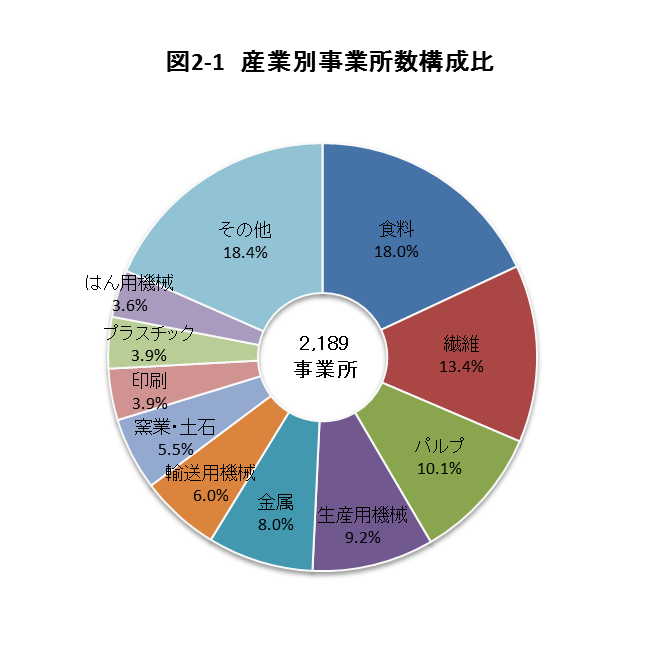 図2-1 産業別事業所数構成比
食料
18.0%
繊維
13.4%
パルプ
10.1%
生産用機械
9.2%
金属
8.0%
輸送用機械
6.0%
窯業・土石
5.5%
印刷
3.9%
プラスチック
3.9%
はん用機械
3.6%
その他
18.4%
2,189
事業所